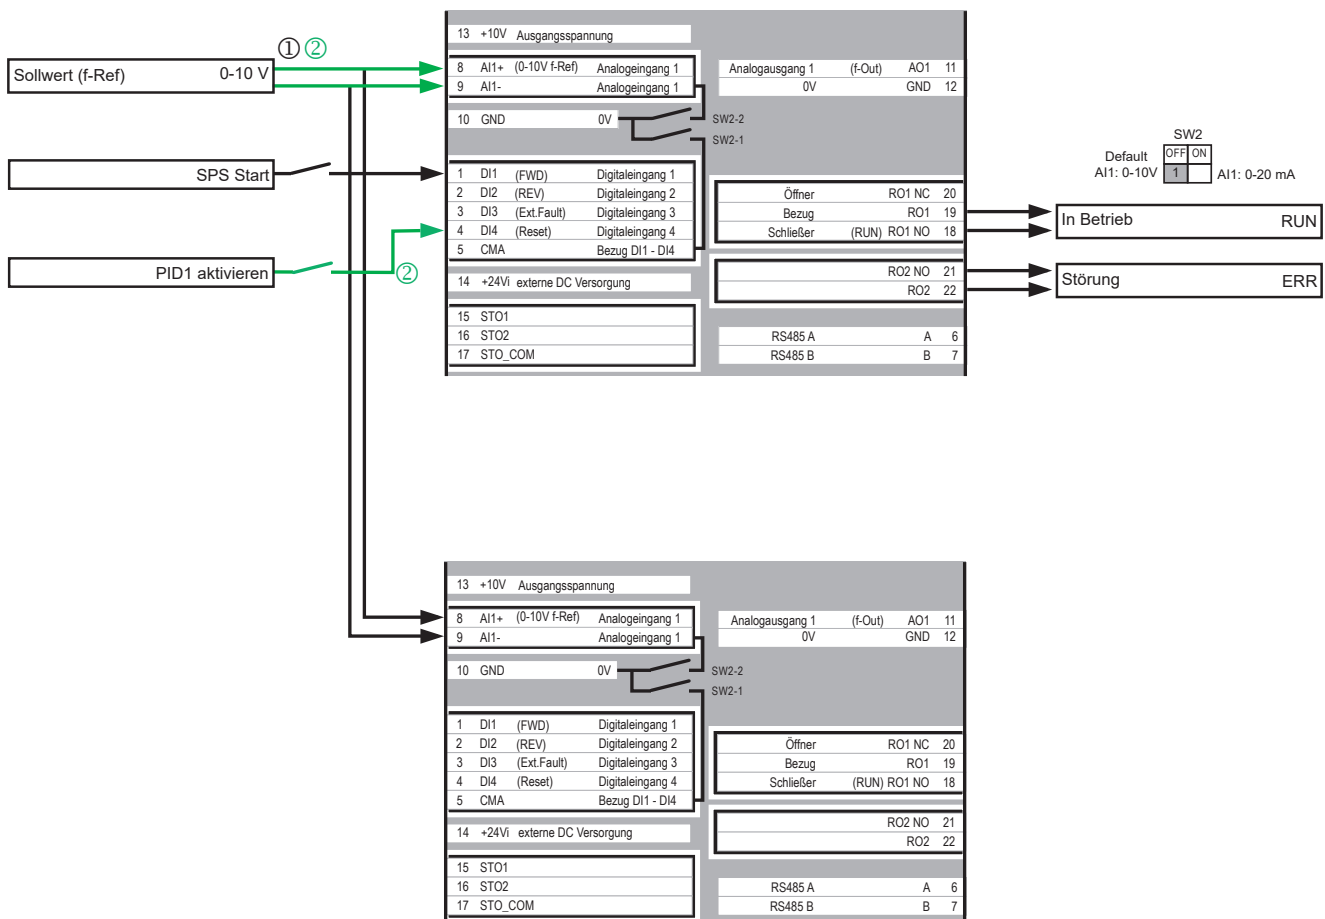 ① ②
Sollwert (f-Ref) 0-10 V
SPS Start
PID1 aktivieren
②
13 +10V Ausgangsspannung
8 AI1+ (0-10V f-Ref) Analogeingang 1
9 AI1- Analogeingang 1
10 GND 0V
SW2-2
SW2-1
1 DI1 (FWD) Digitaleingang 1
2 DI2 (REV) Digitaleingang 2
3 DI3 (Ext.Fault) Digitaleingang 3
4 DI4 (Reset) Digitaleingang 4
5 CMA Bezug DI1 - DI4
14 +24Vi externe DC Versorgung
15 STO1
16 STO2
17 STO_COM
Analogausgang 1 (f-Out) AO1 11
0V GND 12
Öffner RO1 NC 20
Bezug RO1 19
Schließer (RUN) RO1 NO 18
RO2 NO 21
RO2 22
RS485 A A 6
RS485 B B 7
SW2
OFF ON
Default
AI1: 0-10V 1 AI1: 0-20 mA
In Betrieb RUN
Störung ERR
13 +10V Ausgangsspannung
8 AI1+ (0-10V f-Ref) Analogeingang 1
9 AI1- Analogeingang 1
10 GND 0V
SW2-2
SW2-1
1 DI1 (FWD) Digitaleingang 1
2 DI2 (REV) Digitaleingang 2
3 DI3 (Ext.Fault) Digitaleingang 3
4 DI4 (Reset) Digitaleingang 4
5 CMA Bezug DI1 - DI4
14 +24Vi externe DC Versorgung
15 STO1
16 STO2
17 STO_COM
Analogausgang 1 (f-Out) AO1 11
0V GND 12
Öffner RO1 NC 20
Bezug RO1 19
Schließer (RUN) RO1 NO 18
RO2 NO 21
RO2 22
RS485 A A 6
RS485 B B 7